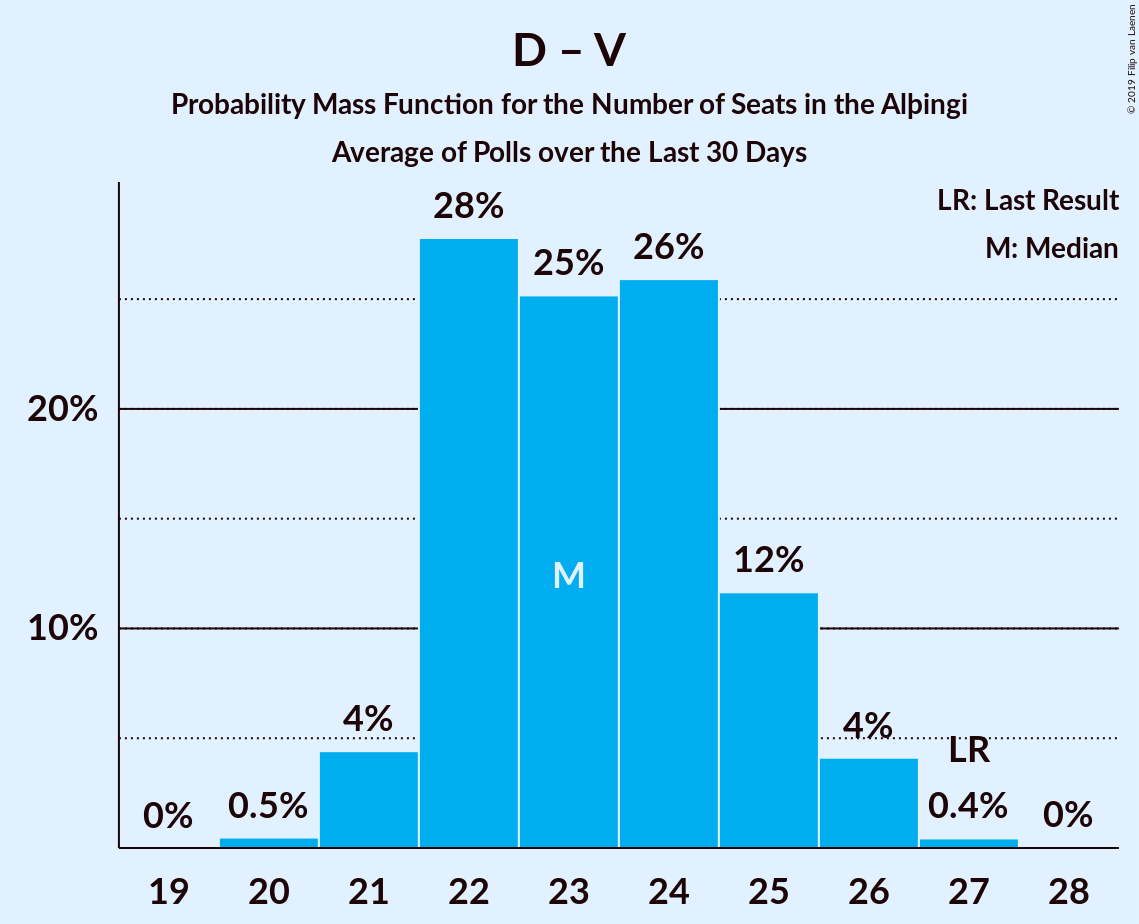 D – V
Probability Mass Function for the Number of Seats in the Alþingi
Average of Polls over the Last 30 Days
© 2019 Filip van Laenen
LR: Last Result
M: Median
28%
25%
26%
20%
12%
M
10%
4%
4%
LR
0%
0.5%
0.4%
0%
19 20 21 22 23 24 25 26 27 28